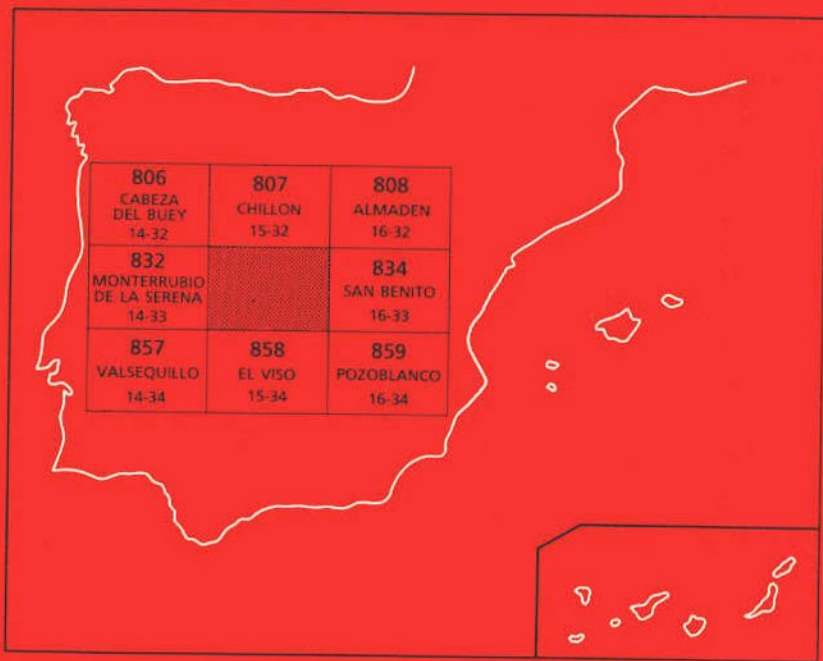 806
CABEZA
DEL BUEY
14-32
807
CHILLON
15-32
808
ALMADEN
16-32
832
MONTERRUBIO
DE LA SERENA
14-33
834
SAN BENITO
16-33
857
VALSEQUILLO
14-34
858
EL VISO
15-34
859
POZOBLANCO
16-34